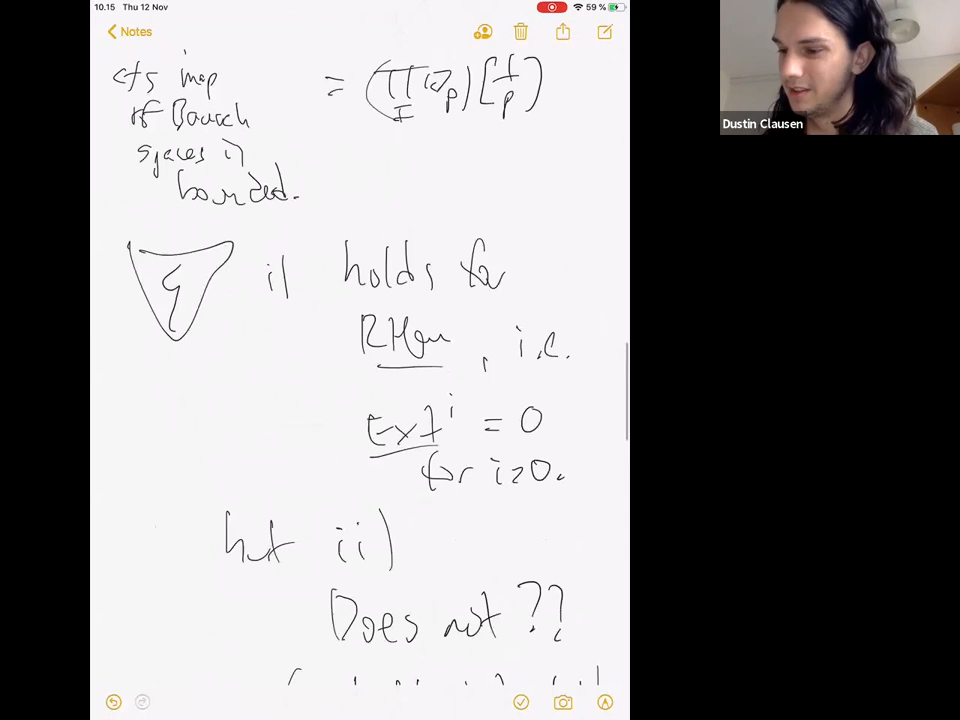 10.15 Thu 12 Nov
59 %
Notes
Dustin Clausen
cts map
of Banach
spaces is
bounded.
= (∏_I ℤ_p)[1/p]
i) holds for
RHom, i.e.
Ext^i = 0
for i>0.
but ii)
Does not??